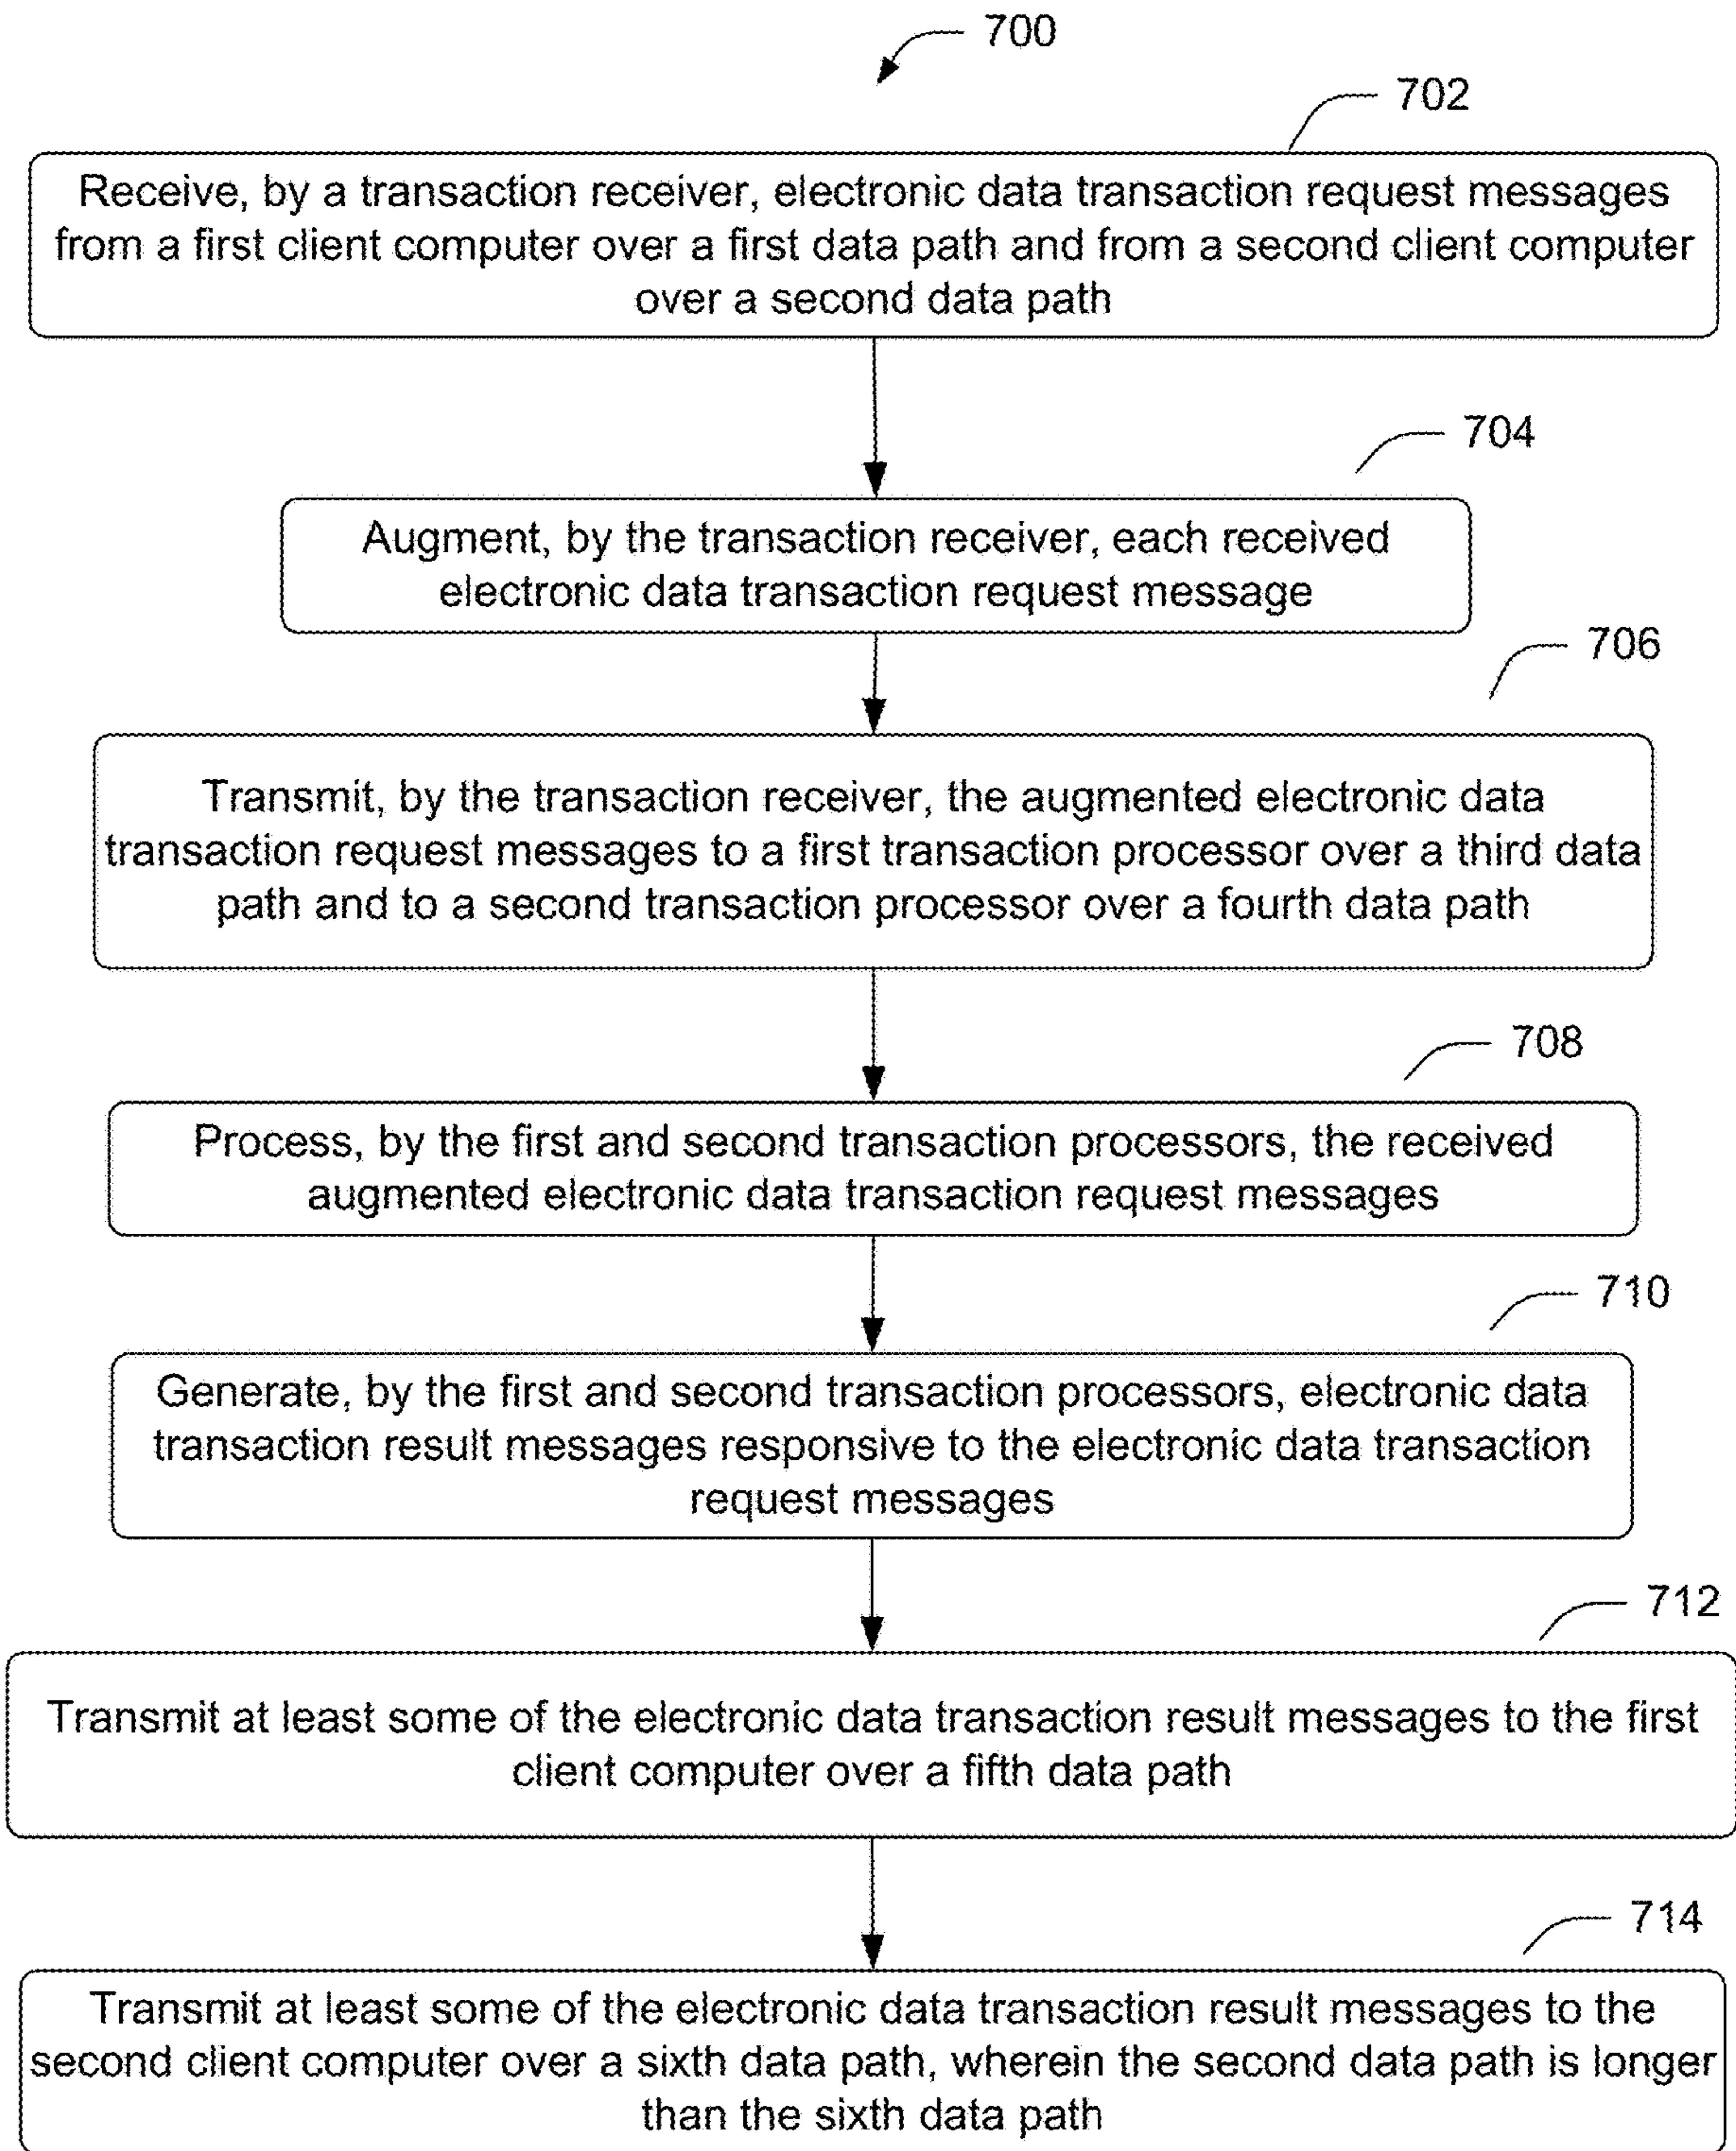 700
702
Receive, by a transaction receiver, electronic data transaction request messages
from a first client computer over a first data path and from a second client computer
over a second data path
704
Augment, by the transaction receiver, each received
electronic data transaction request message
706
Transmit, by the transaction receiver, the augmented electronic data
transaction request messages to a first transaction processor over a third data
path and to a second transaction processor over a fourth data path
708
Process, by the first and second transaction processors, the received
augmented electronic data transaction request messages
710
Generate, by the first and second transaction processors, electronic data
transaction result messages responsive to the electronic data transaction
request messages
712
Transmit at least some of the electronic data transaction result messages to the first
client computer over a fifth data path
714
Transmit at least some of the electronic data transaction result messages to the
second client computer over a sixth data path, wherein the second data path is longer
than the sixth data path